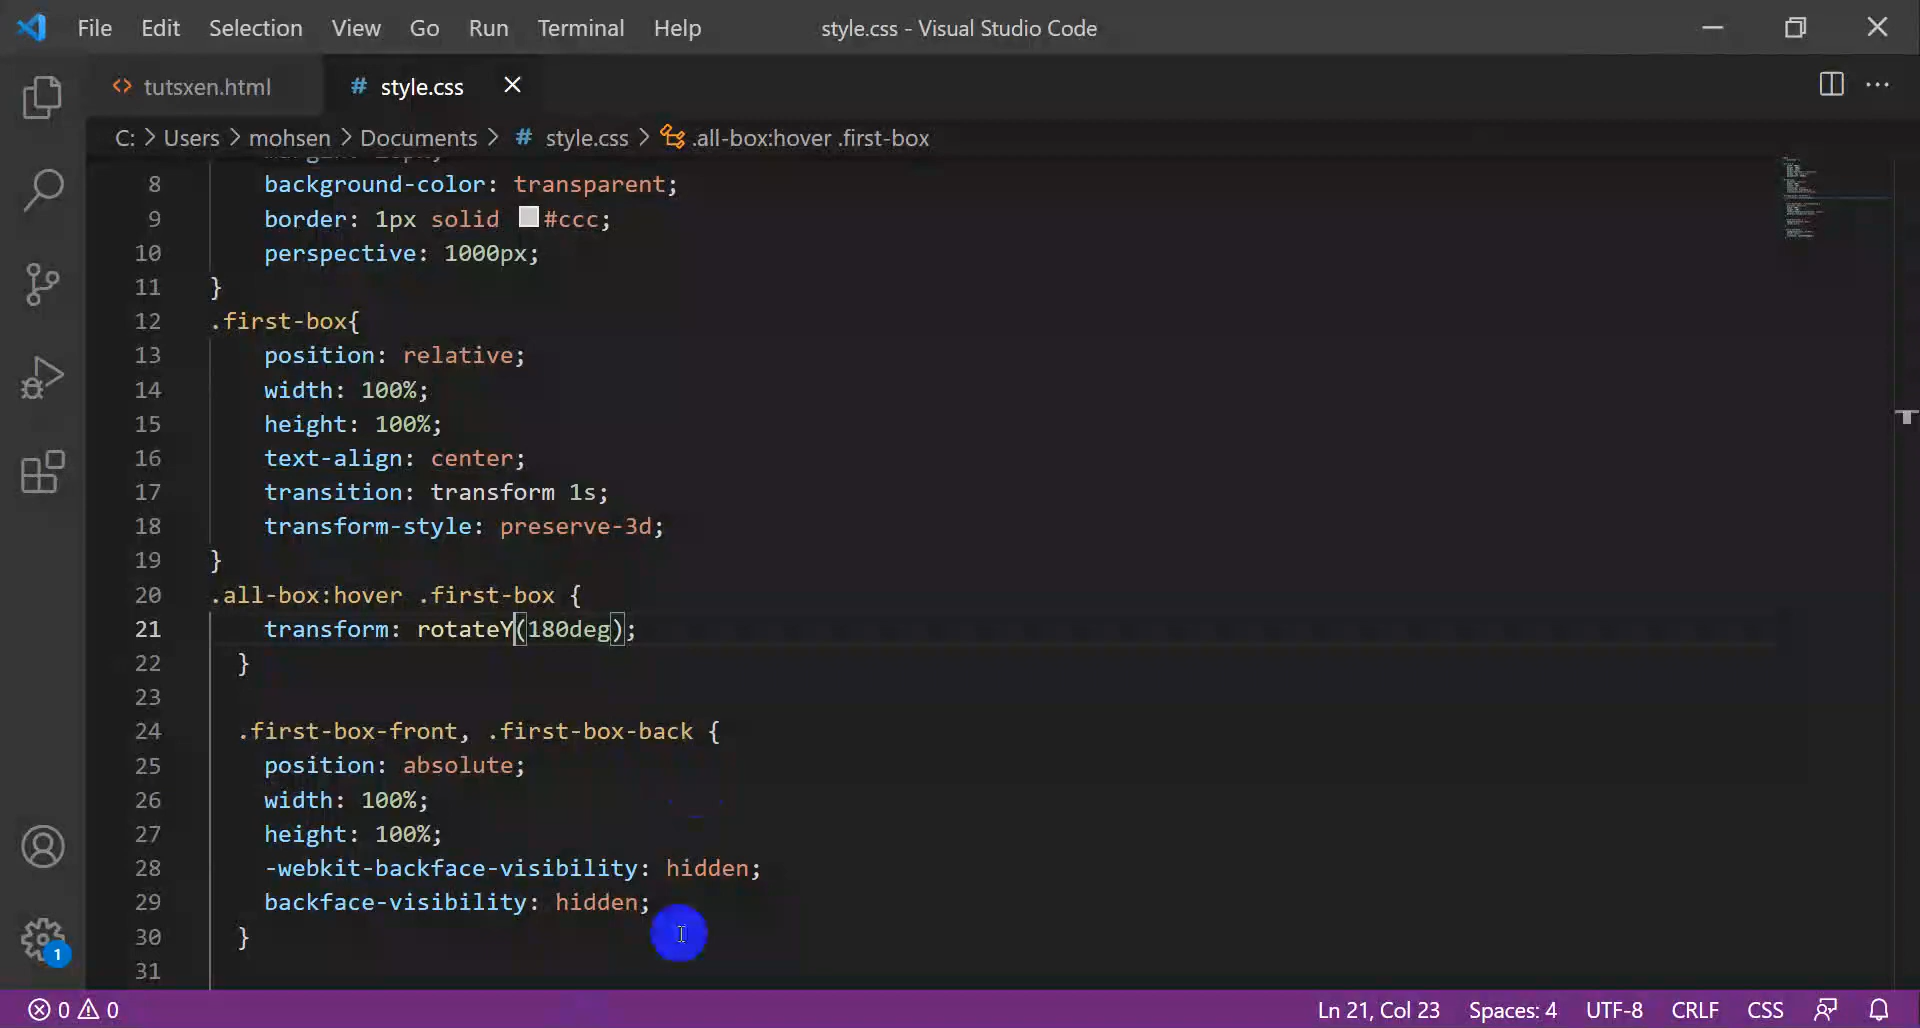 File Edit Selection View Go Run Terminal Help style.css - Visual Studio Code
<> tutsxen.html # style.css
C: > Users > mohsen > Documents > # style.css > .all-box:hover .first-box
8 background-color: transparent;
9 border: 1px solid #ccc;
10 perspective: 1000px;
11 }
12 .first-box{
13 position: relative;
14 width: 100%;
15 height: 100%;
16 text-align: center;
17 transition: transform 1s;
18 transform-style: preserve-3d;
19 }
20 .all-box:hover .first-box {
21 transform: rotateY(180deg);
22 }
23
24 .first-box-front, .first-box-back {
25 position: absolute;
26 width: 100%;
27 height: 100%;
28 -webkit-backface-visibility: hidden;
29 backface-visibility: hidden;
30 }
31
1
0 0 Ln 21, Col 23 Spaces: 4 UTF-8 CRLF CSS